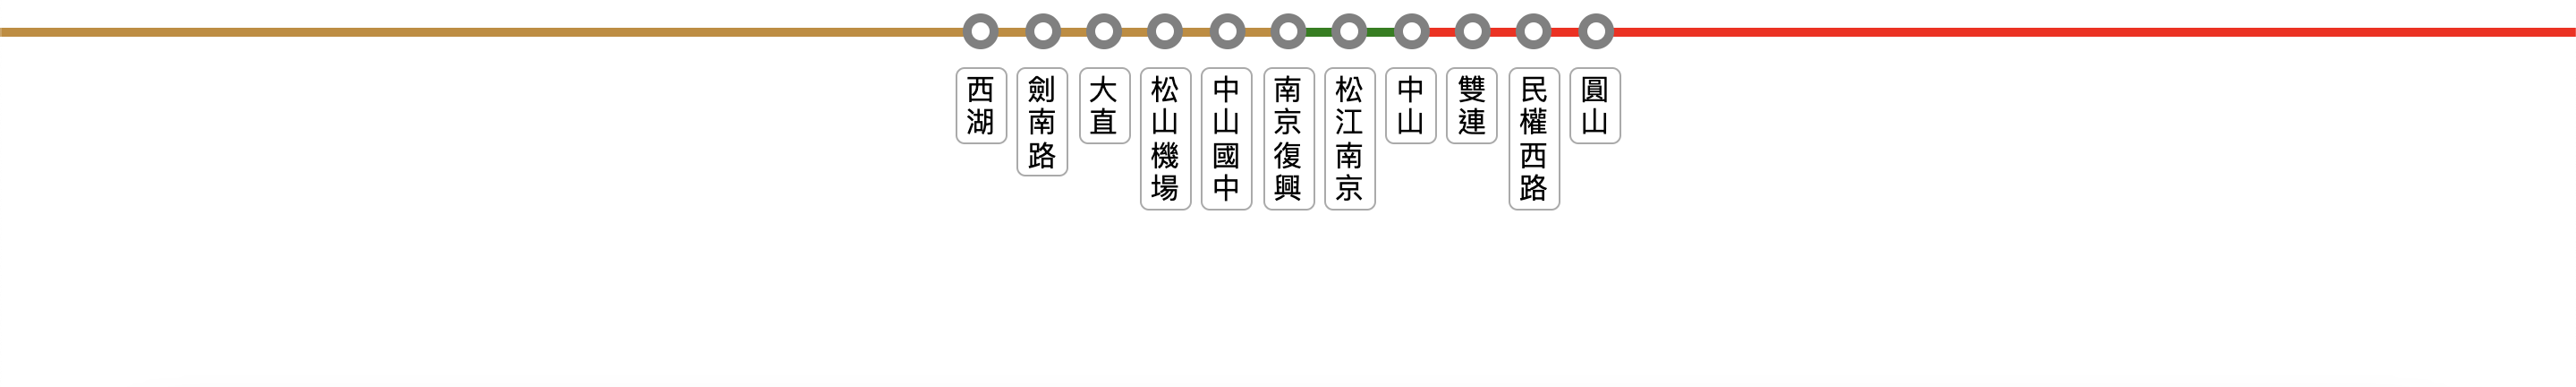 西湖
劍南路
大直
松山機場
中山國中
南京復興
松江南京
中山
雙連
民權西路
圓山